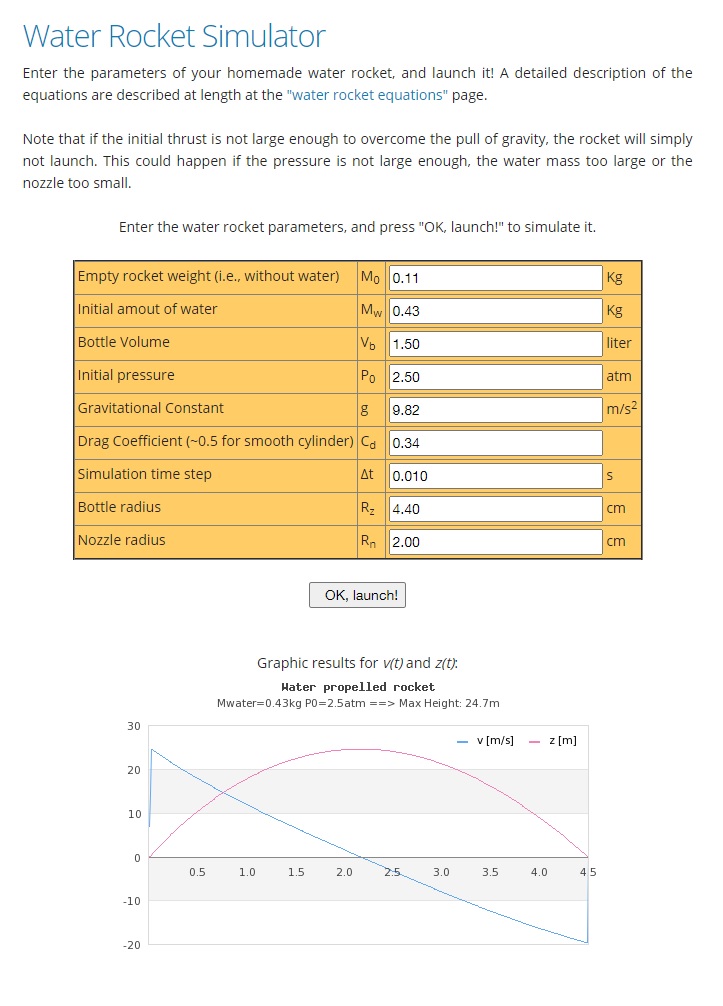 Water Rocket Simulator
Enter the parameters of your homemade water rocket, and launch it! A detailed description of the
equations are described at length at the "water rocket equations" page.
Note that if the initial thrust is not large enough to overcome the pull of gravity, the rocket will simply
not launch. This could happen if the pressure is not large enough, the water mass too large or the
nozzle too small.
Enter the water rocket parameters, and press "OK, launch!" to simulate it.
Empty rocket weight (i.e., without water) M0 0.11 Kg
Initial amout of water Mw 0.43 Kg
Bottle Volume Vb 1.50 liter
Initial pressure P0 2.50 atm
Gravitational Constant g 9.82 m/s2
Drag Coefficient (~0.5 for smooth cylinder) Cd 0.34
Simulation time step Δt 0.010 s
Bottle radius Rz 4.40 cm
Nozzle radius Rn 2.00 cm
OK, launch!
Graphic results for v(t) and z(t):
Water propelled rocket
Mwater=0.43kg P0=2.5atm ==> Max Height: 24.7m
30
v [m/s] z [m]
20
10
0
0.5 1.0 1.5 2.0 2.5 3.0 3.5 4.0 4.5
-10
-20